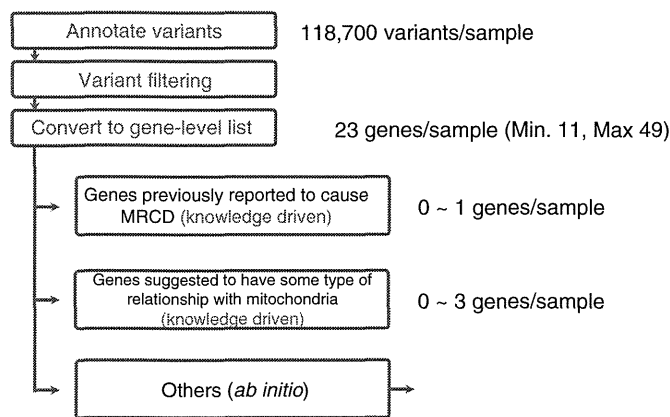 Annotate variants
118,700 variants/sample
Variant filtering
Convert to gene-level list
23 genes/sample (Min. 11, Max 49)
Genes previously reported to cause
MRCD (knowledge driven)
0 ~ 1 genes/sample
Genes suggested to have some type of
relationship with mitochondria
(knowledge driven)
0 ~ 3 genes/sample
Others (ab initio)